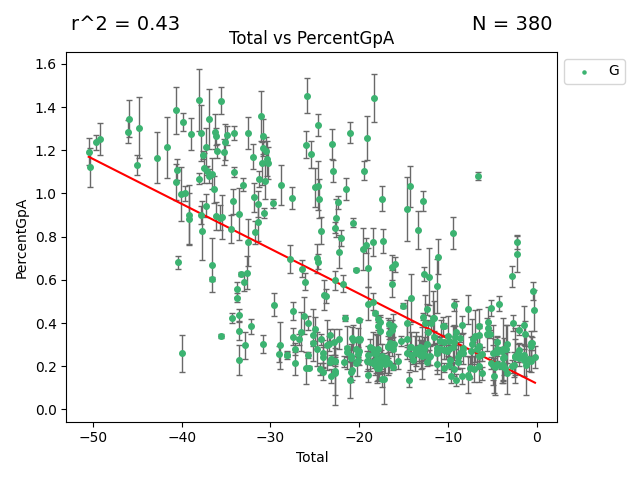 r^2 = 0.43
N = 380
Total vs PercentGpA
G
PercentGpA
1.6
1.4
1.2
1.0
0.8
0.6
0.4
0.2
0.0
−50
−40
−30
−20
−10
0
Total